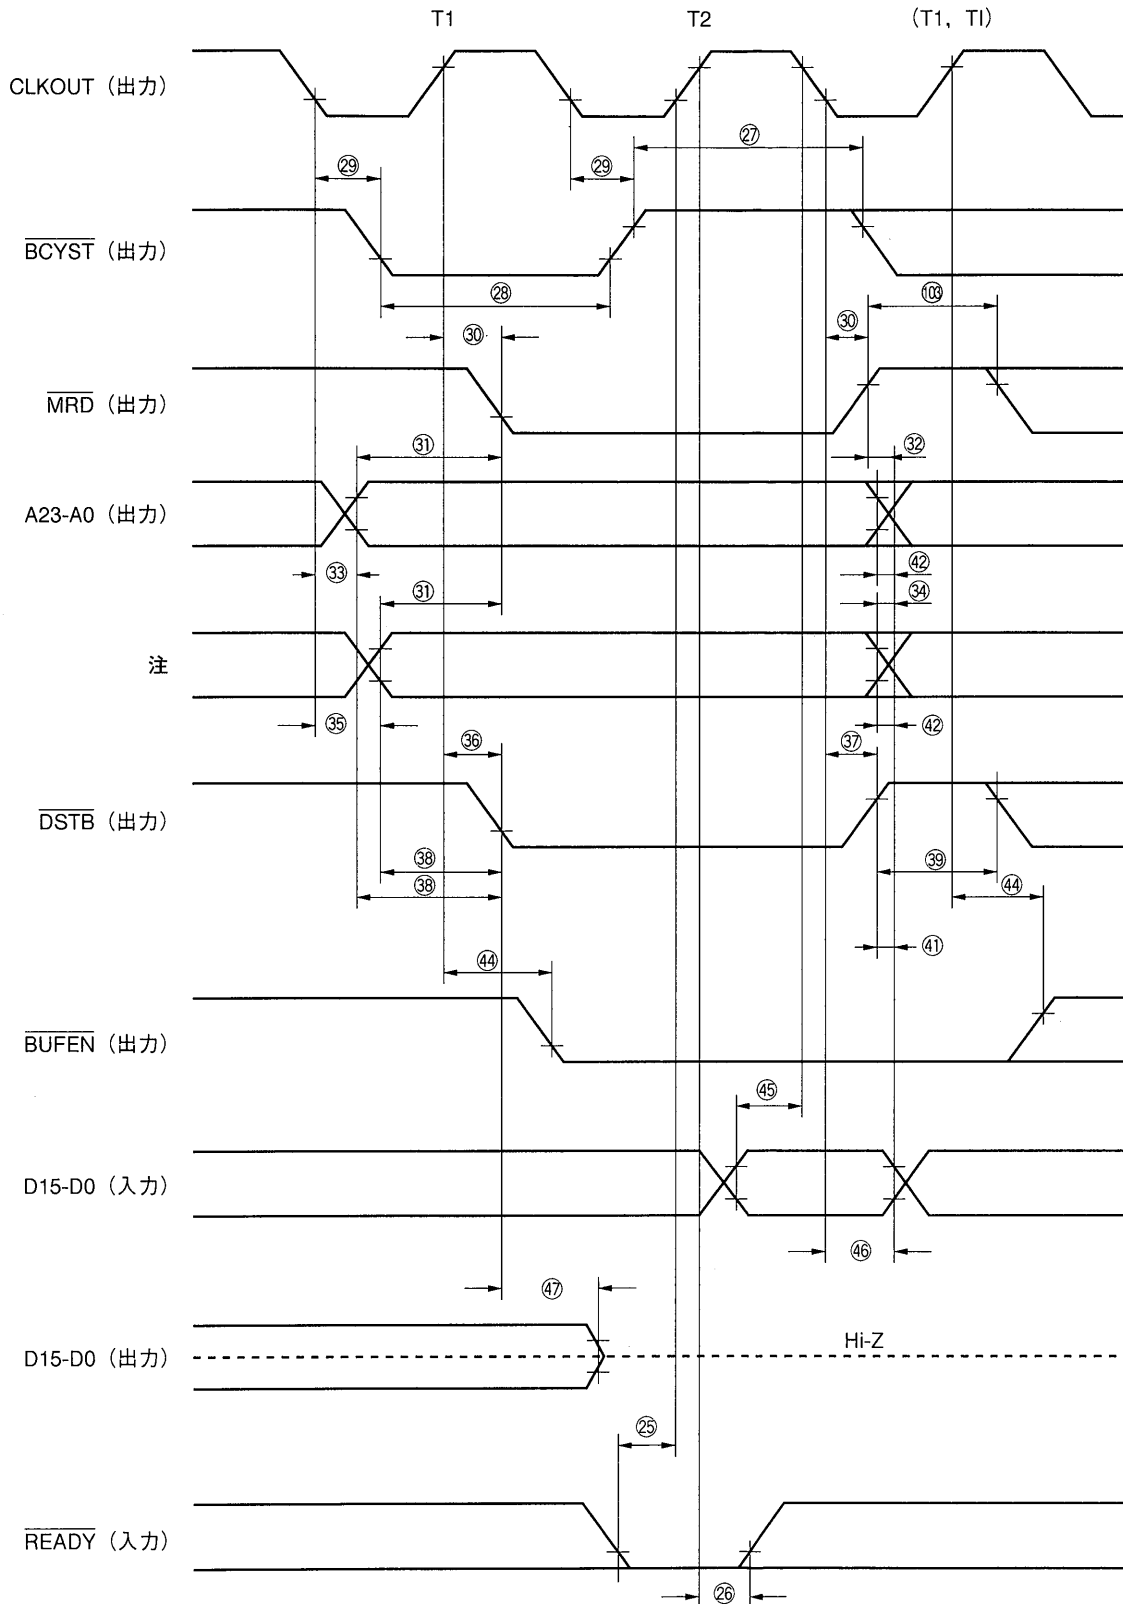 T1 T2 (T1, TI)
CLKOUT（出力）
㉗
㉙ ㉙
BCYST（出力）
㉘ 103
㉚ ㉚
MRD（出力）
㉛ ㉜
A23-A0（出力）
㉝ ㊷
㉛ ㉞
注
㉟ ㊷
㊱ ㊲
DSTB（出力）
㊳ ㊴
㊳ ㊹
㊶
㊹
BUFEN（出力）
㊺
D15-D0（入力）
㊻
㊼
Hi-Z
D15-D0（出力）
㉕
READY（入力）
㉖